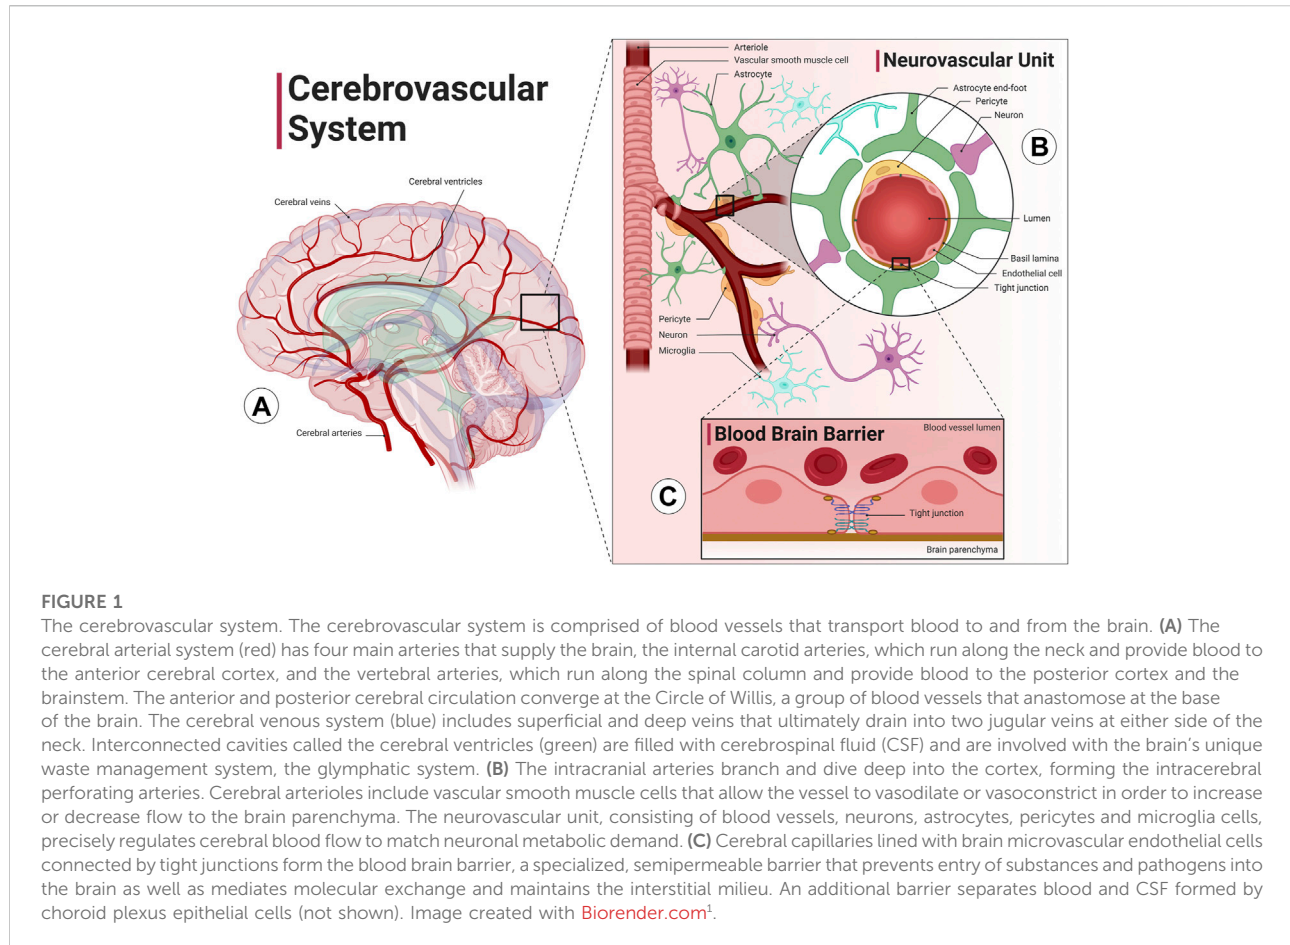 Cerebrovascular
System
Cerebral ventricles
Cerebral veins
A
Cerebral arteries
Arteriole
Vascular smooth muscle cell
Astrocyte
Neurovascular Unit
Astrocyte end-foot
Pericyte
Neuron
B
Lumen
Basil lamina
Endothelial cell
Tight junction
Pericyte
Neuron
Microglia
C
Blood Brain Barrier
Blood vessel lumen
Tight junction
Brain parenchyma
FIGURE 1
The cerebrovascular system. The cerebrovascular system is comprised of blood vessels that transport blood to and from the brain. (A) The
cerebral arterial system (red) has four main arteries that supply the brain, the internal carotid arteries, which run along the neck and provide blood to
the anterior cerebral cortex, and the vertebral arteries, which run along the spinal column and provide blood to the posterior cortex and the
brainstem. The anterior and posterior cerebral circulation converge at the Circle of Willis, a group of blood vessels that anastomose at the base
of the brain. The cerebral venous system (blue) includes superficial and deep veins that ultimately drain into two jugular veins at either side of the
neck. Interconnected cavities called the cerebral ventricles (green) are filled with cerebrospinal fluid (CSF) and are involved with the brain's unique
waste management system, the glymphatic system. (B) The intracranial arteries branch and dive deep into the cortex, forming the intracerebral
perforating arteries. Cerebral arterioles include vascular smooth muscle cells that allow the vessel to vasodilate or vasoconstrict in order to increase
or decrease flow to the brain parenchyma. The neurovascular unit, consisting of blood vessels, neurons, astrocytes, pericytes and microglia cells,
precisely regulates cerebral blood flow to match neuronal metabolic demand. (C) Cerebral capillaries lined with brain microvascular endothelial cells
connected by tight junctions form the blood brain barrier, a specialized, semipermeable barrier that prevents entry of substances and pathogens into
the brain as well as mediates molecular exchange and maintains the interstitial milieu. An additional barrier separates blood and CSF formed by
choroid plexus epithelial cells (not shown). Image created with Biorender.com¹.